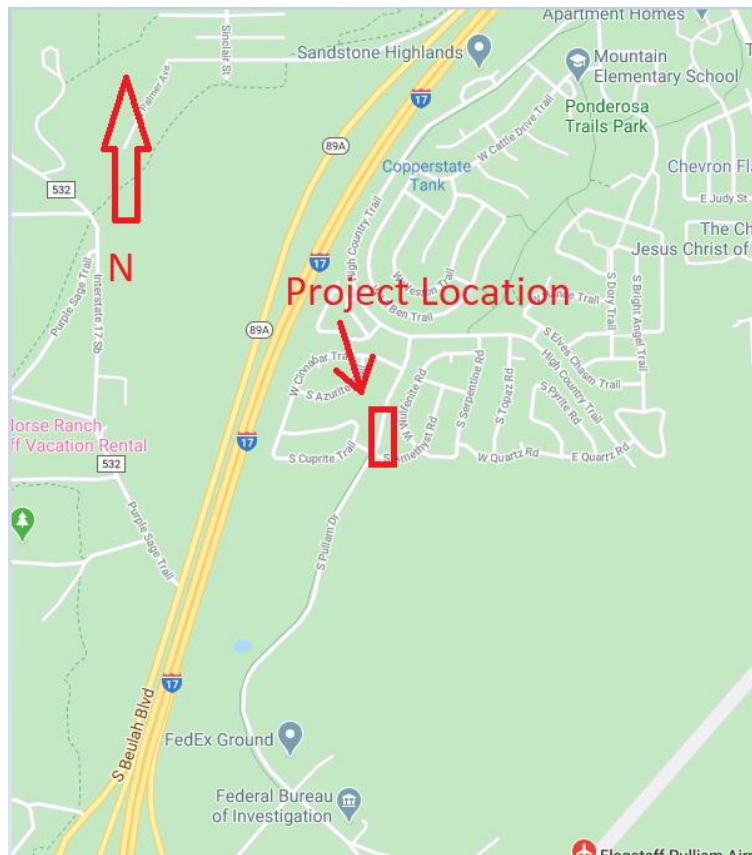 Apartment Homes
Sinclair St
Sandstone Highlands
Mountain
Elementary School
Palmer Ave
17
Ponderosa
Trails Park
W Cattle Drive Trail
89A
Copperstate
Tank
Chevron Fl
532
E Judy St
The Ch
Jesus Christ of
High Country Trail
17
N
Purple Sage Trail
Interstate 17 Sb
W Wesson Trail
Ben Trail
Project Location
S Dory Trail
S Bright Angel Trail
89A
W Cinnabar Trail
S Azurite
W Wulfenite Rd
S Serpentine Rd
S Topaz Rd
S Elves Chasm Trail
High Country Trail
S Pyrite Rd
Horse Ranch
ff Vacation Rental
17
532
S Cuprite Trail
S Amethyst Rd
W Quartz Rd
E Quartz Rd
Purple Sage Trail
S Pulliam Dr
17
S Beulah Blvd
FedEx Ground
Federal Bureau
of Investigation
Flagstaff Pulliam Air